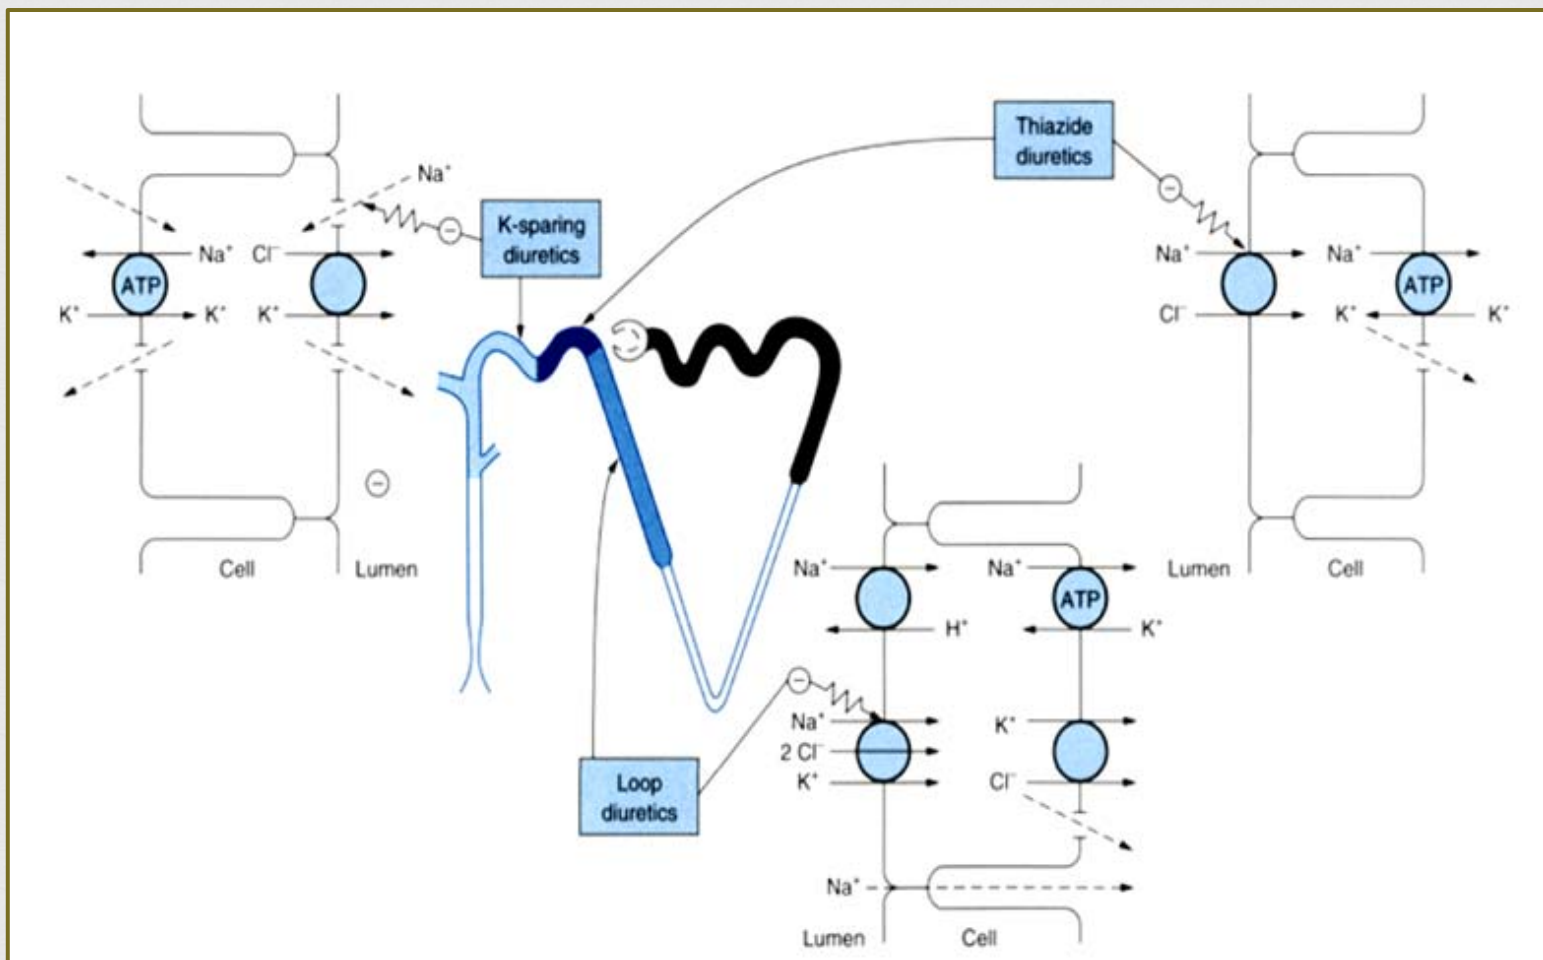 Thiazide
diuretics
K-sparing
diuretics
Na⁺
Na⁺
Cl⁻
ATP
K⁺
K⁺
K⁺
⊖
⊖
Cell
Lumen
⊖
Na⁺
Na⁺
ATP
Cl⁻
K⁺
K⁺
Lumen
Cell
Loop
diuretics
⊖
Na⁺
Na⁺
ATP
H⁺
K⁺
Na⁺
2 Cl⁻
K⁺
K⁺
Cl⁻
Na⁺
Lumen
Cell